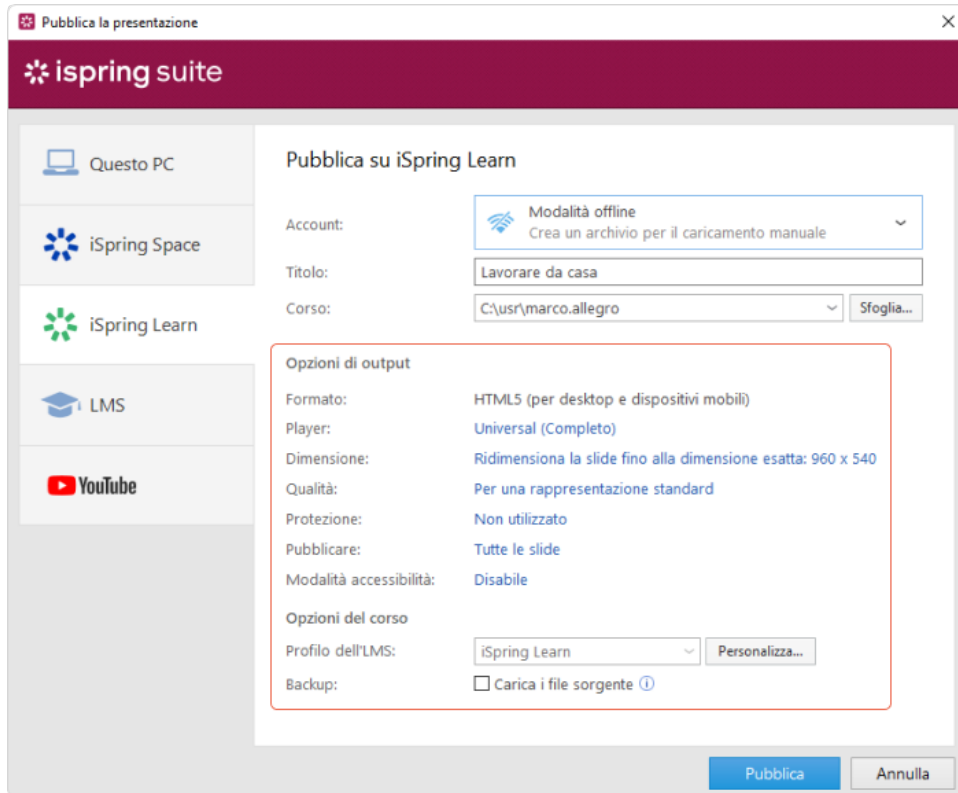 Pubblica la presentazione
ispring suite
Questo PC
iSpring Space
iSpring Learn
LMS
YouTube
Pubblica su iSpring Learn
Account:
Modalità offline
Crea un archivio per il caricamento manuale
Titolo: Lavorare da casa
Corso: C:\usr\marco.allegro Sfoglia...
Opzioni di output
Formato: HTML5 (per desktop e dispositivi mobili)
Player: Universal (Completo)
Dimensione: Ridimensiona la slide fino alla dimensione esatta: 960 x 540
Qualità: Per una rappresentazione standard
Protezione: Non utilizzato
Pubblicare: Tutte le slide
Modalità accessibilità: Disabile
Opzioni del corso
Profilo dell'LMS: iSpring Learn Personalizza...
Backup: Carica i file sorgente
Pubblica Annulla